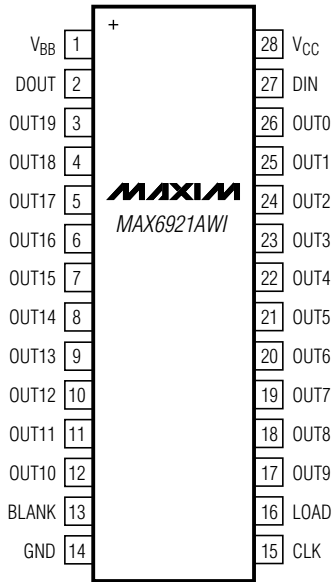 +
V_BB 1 28 V_CC
DOUT 2 27 DIN
OUT19 3 26 OUT0
OUT18 4 25 OUT1
OUT17 5 MAXIM 24 OUT2
OUT16 6 MAX6921AWI 23 OUT3
OUT15 7 22 OUT4
OUT14 8 21 OUT5
OUT13 9 20 OUT6
OUT12 10 19 OUT7
OUT11 11 18 OUT8
OUT10 12 17 OUT9
BLANK 13 16 LOAD
GND 14 15 CLK